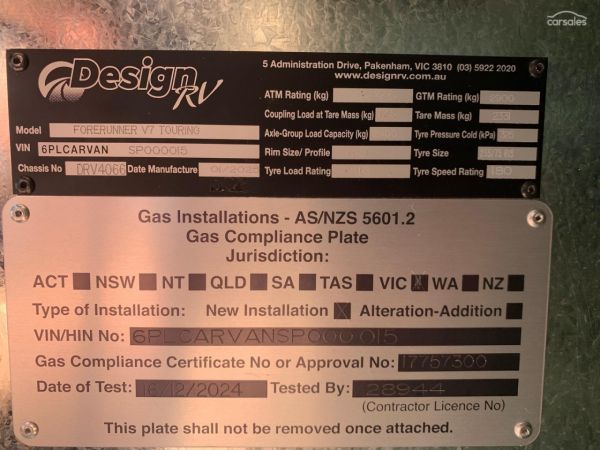 carsales
Design RV
5 Administration Drive, Pakenham, VIC 3810 (03) 5922 2020
www.designrv.com.au
ATM Rating (kg) GTM Rating (kg) 2900
Coupling Load at Tare Mass (kg) Tare Mass (kg) 2331
Model FORERUNNER V7 TOURING Axle-Group Load Capacity (kg) Tyre Pressure Cold (kPa)
VIN 6PLCARVAN SP000015 Rim Size/ Profile Tyre Size
Chassis No DRV4066 Date Manufacture 01/2025 Tyre Load Rating Tyre Speed Rating
Gas Installations - AS/NZS 5601.2
Gas Compliance Plate
Jurisdiction:
ACT NSW NT QLD SA TAS VIC X WA NZ
Type of Installation: New Installation X Alteration-Addition
VIN/HIN No: 6PLCARVANSP000015
Gas Compliance Certificate No or Approval No: 17757300
Date of Test: 16/12/2024 Tested By: 28944
(Contractor Licence No)
This plate shall not be removed once attached.